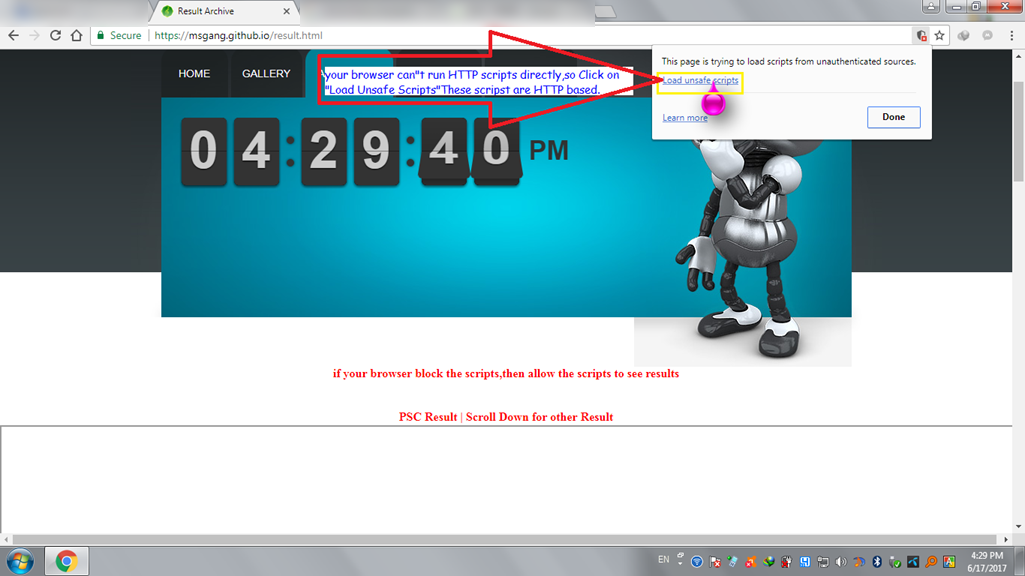 Result Archive
Secure
https://msgang.github.io/result.html
HOME
GALLERY
your browser can"t run HTTP scripts directly,so Click on
"Load Unsafe Scripts"These scripst are HTTP based.
This page is trying to load scripts from unauthenticated sources.
Load unsafe scripts
Learn more
Done
04:29:40 PM
if your browser block the scripts,then allow the scripts to see results
PSC Result | Scroll Down for other Result
EN
4:29 PM
6/17/2017